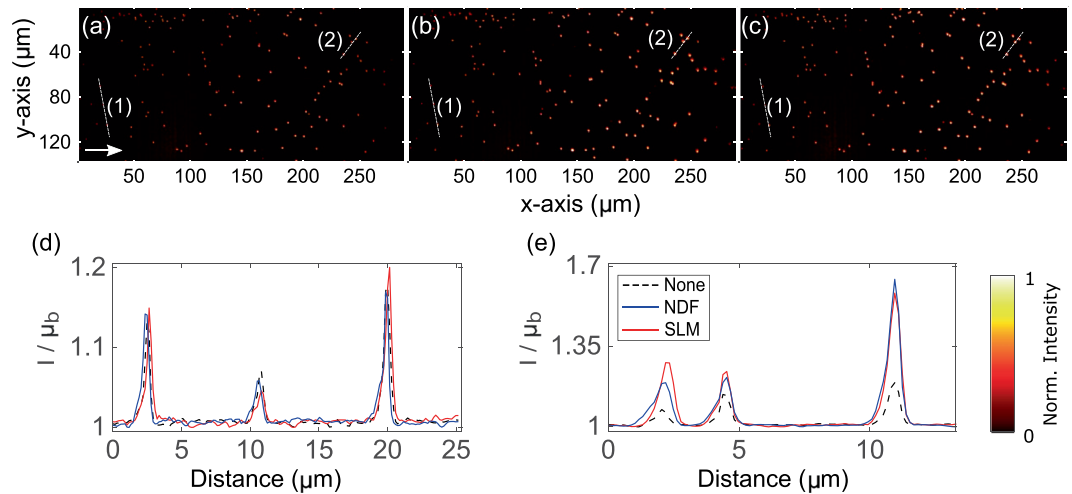 (a)
(2)
(1)
(b)
(2)
(1)
(c)
(2)
(1)
y-axis (µm)
40
80
120
50
100
150
200
250
50
100
150
200
250
50
100
150
200
250
x-axis (µm)
(d)
I / µb
1.2
1.1
1
0
5
10
15
20
25
Distance (µm)
(e)
I / µb
1.7
1.35
1
None
NDF
SLM
0
5
10
Distance (µm)
1
0
Norm. Intensity